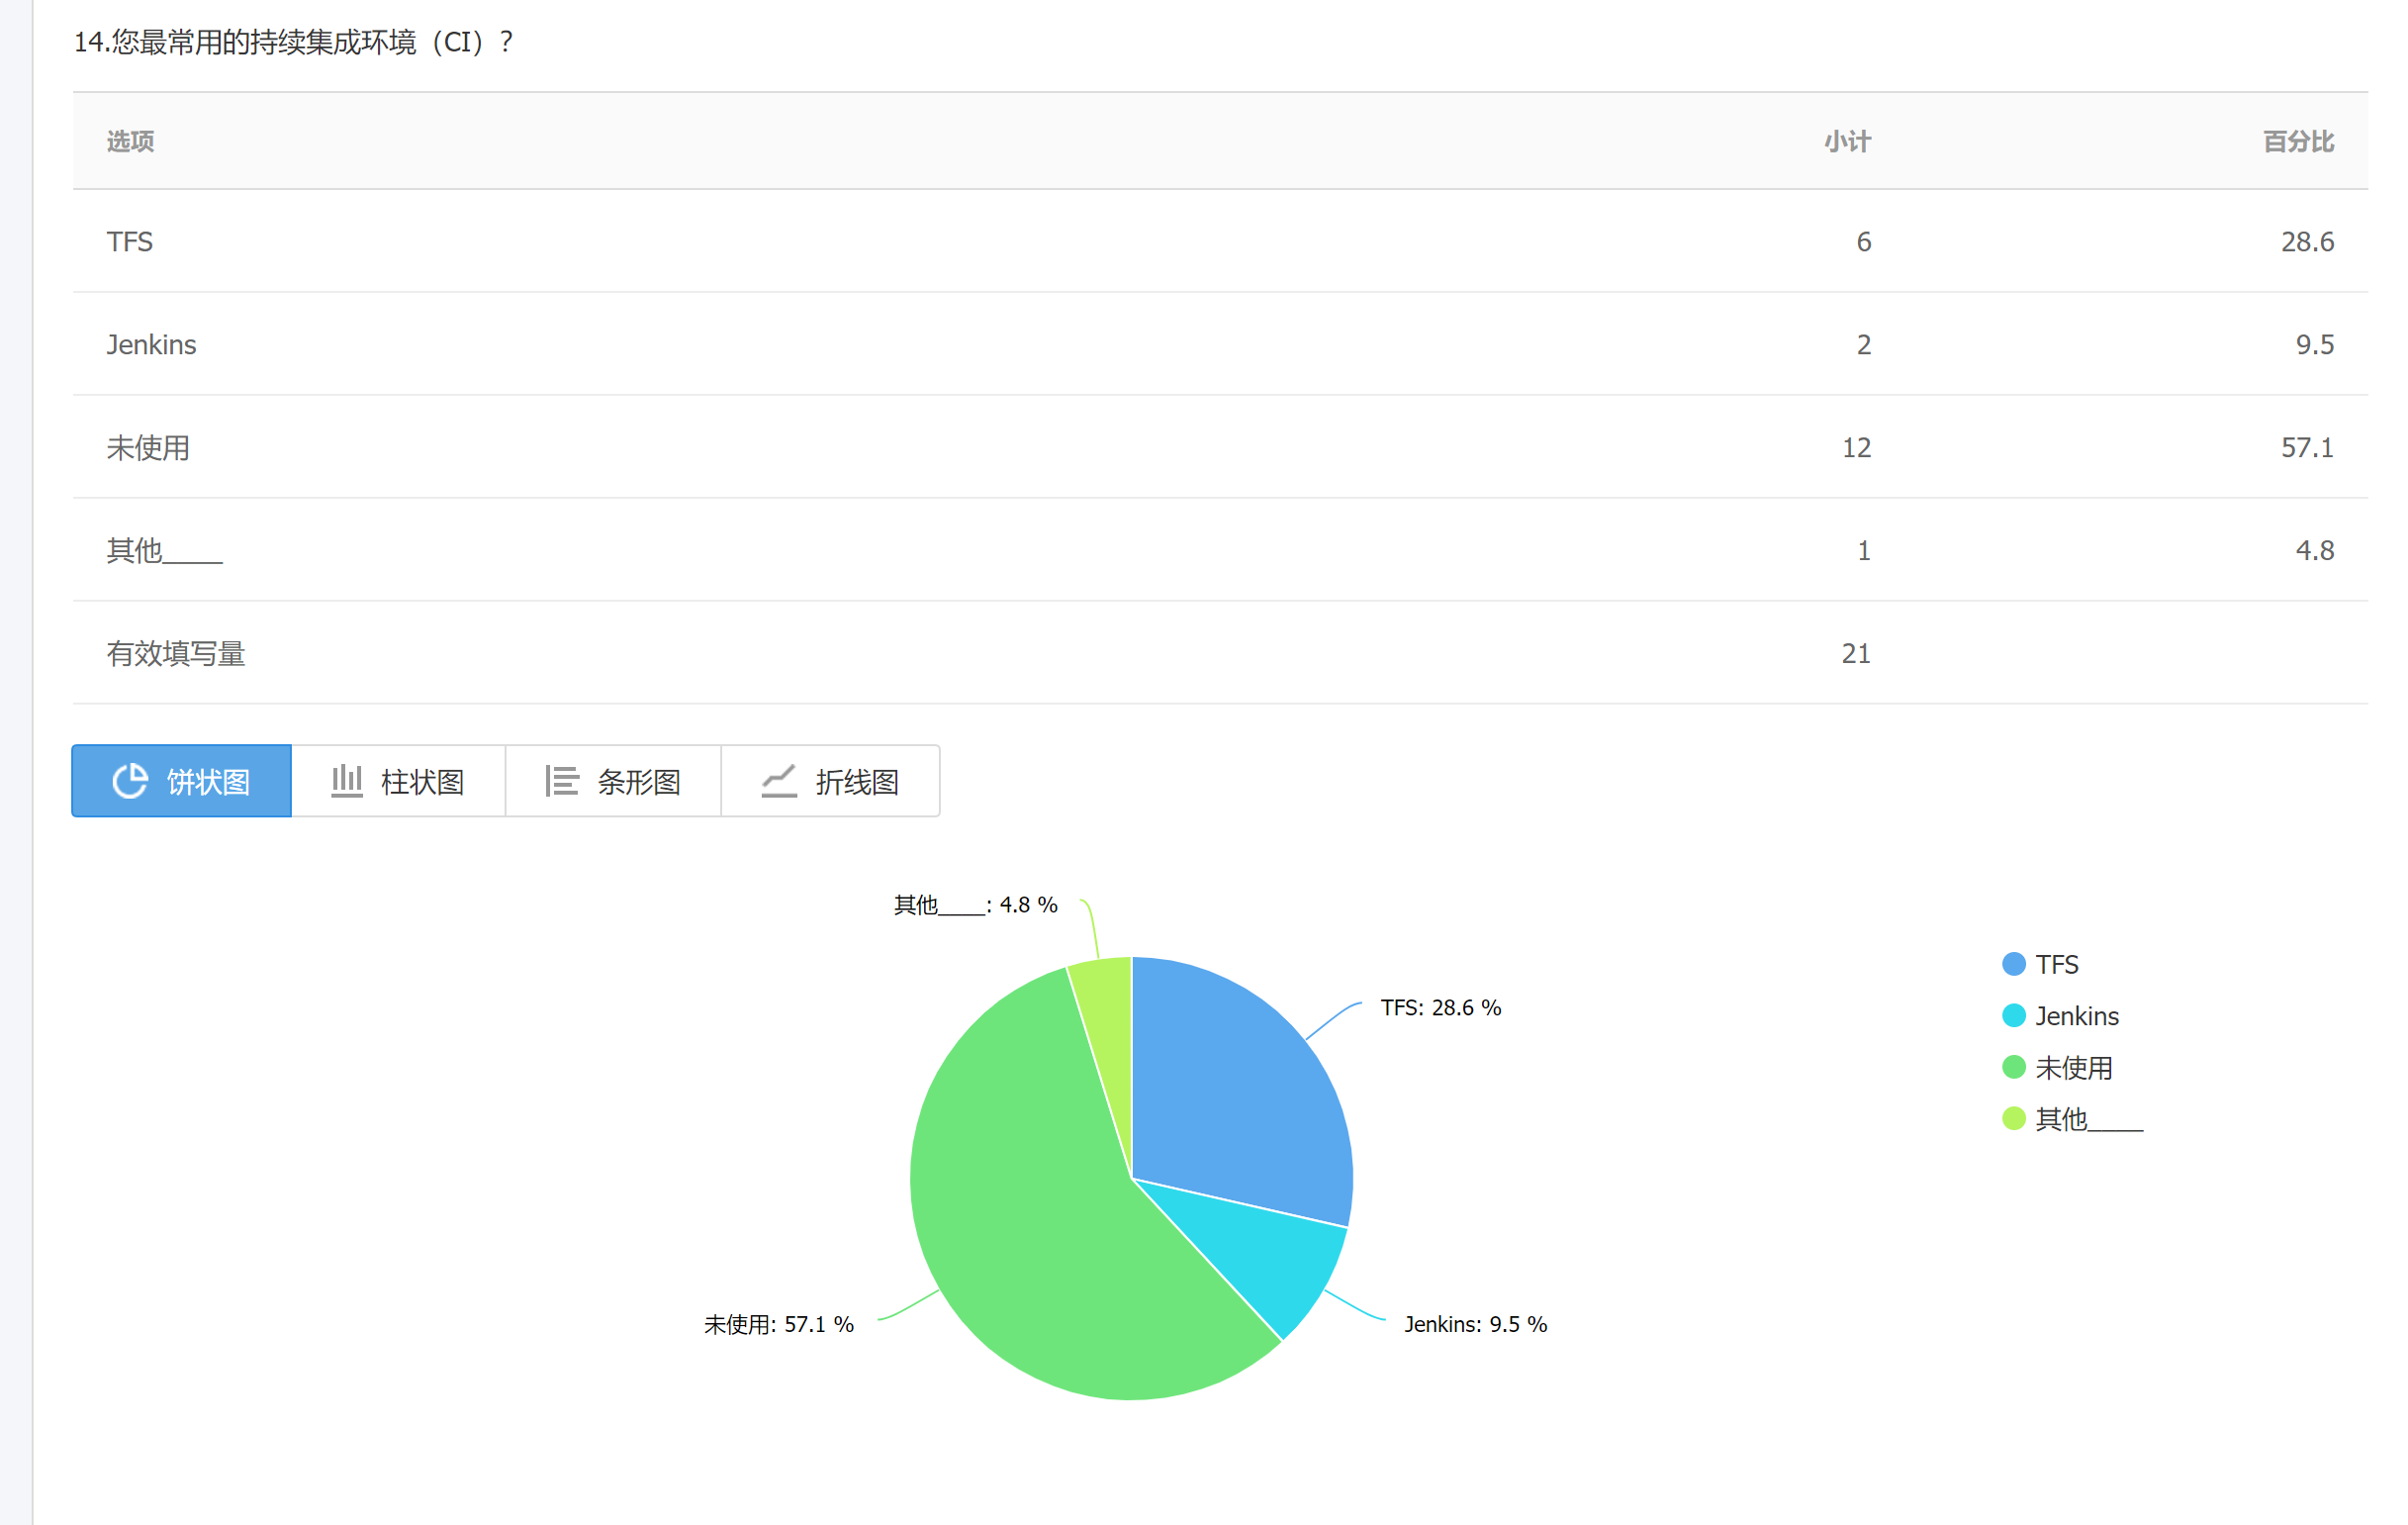 14.您最常用的持续集成环境（CI）？
选项 小计 百分比
TFS 6 28.6
Jenkins 2 9.5
未使用 12 57.1
其他____ 1 4.8
有效填写量 21
饼状图 柱状图 条形图 折线图
其他____: 4.8 %
TFS: 28.6 %
未使用: 57.1 %
Jenkins: 9.5 %
TFS
Jenkins
未使用
其他____